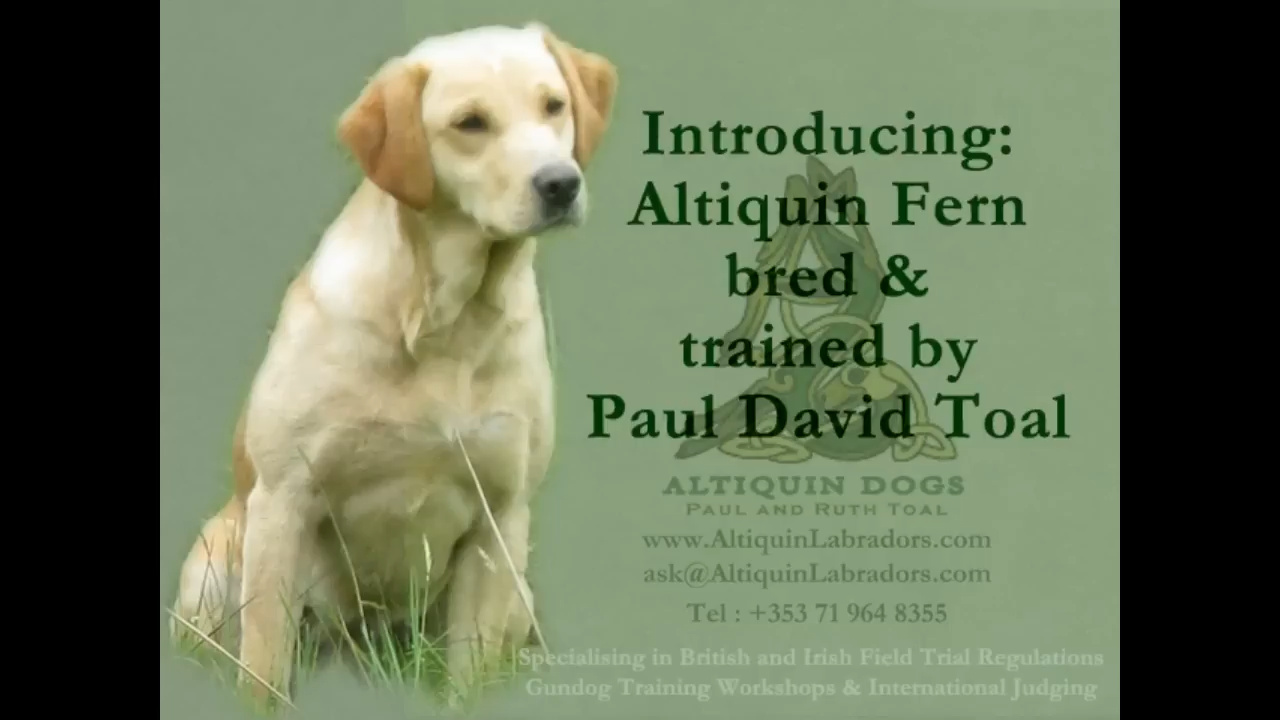 Introducing:
Altiquin Fern
bred &
trained by
Paul David Toal
ALTIQUIN DOGS
PAUL AND RUTH TOAL
www.AltiquinLabradors.com
ask@AltiquinLabradors.com
Tel : +353 71 964 8355
Specialising in British and Irish Field Trial Regulations
Gundog Training Workshops & International Judging